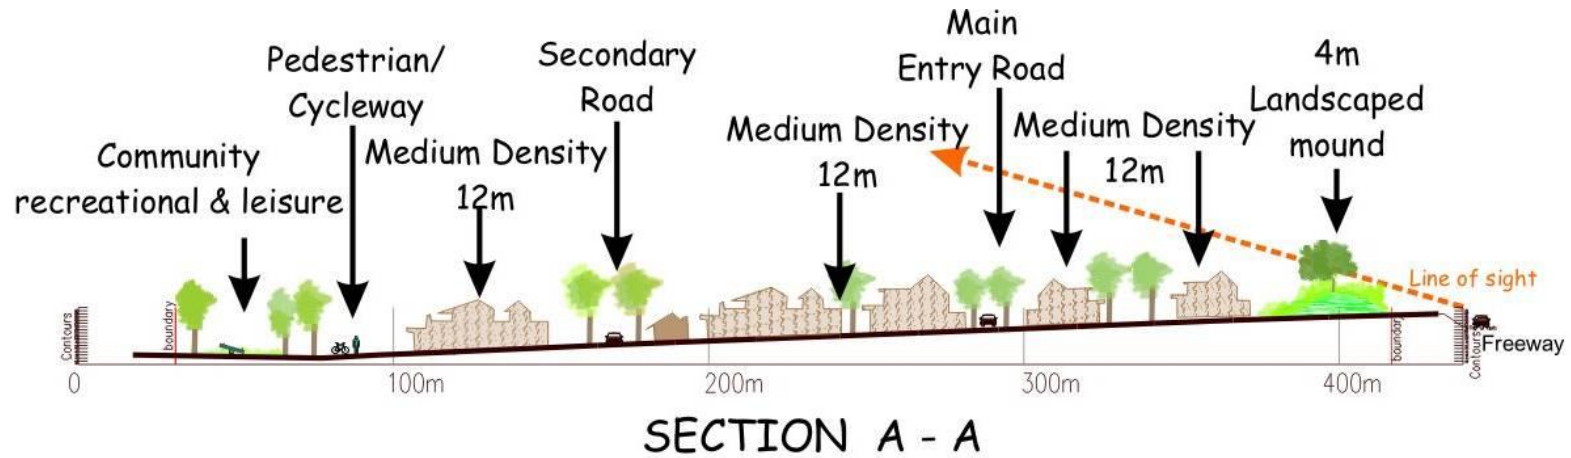 Community
recreational & leisure
Pedestrian/
Cycleway
Medium Density
12m
Secondary
Road
Medium Density
12m
Main
Entry Road
Medium Density
12m
4m
Landscaped
mound
Line of sight
Freeway
Contours
boundary
boundary
Contours
0
100m
200m
300m
400m
SECTION A - A